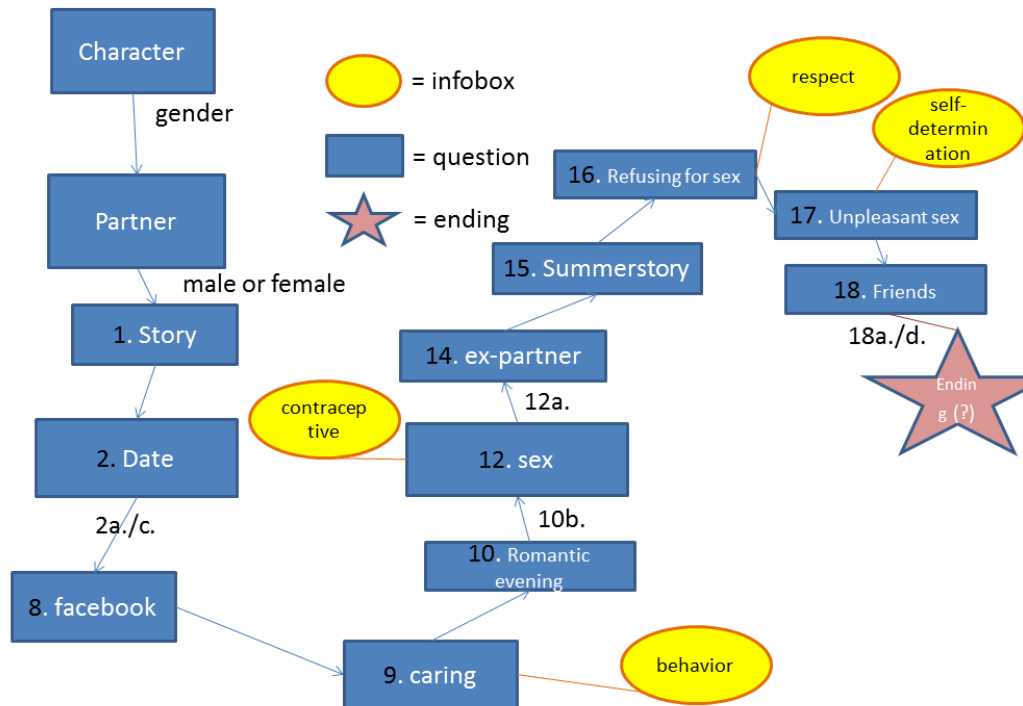 Character
gender
Partner
male or female
1. Story
2. Date
2a./c.
8. facebook
9. caring
behavior
10. Romantic
evening
10b.
12. sex
contracep
tive
12a.
14. ex-partner
15. Summerstory
16. Refusing for sex
respect
self-
determin
ation
17. Unpleasant sex
18. Friends
18a./d.
Endin
g (?)
= infobox
= question
= ending